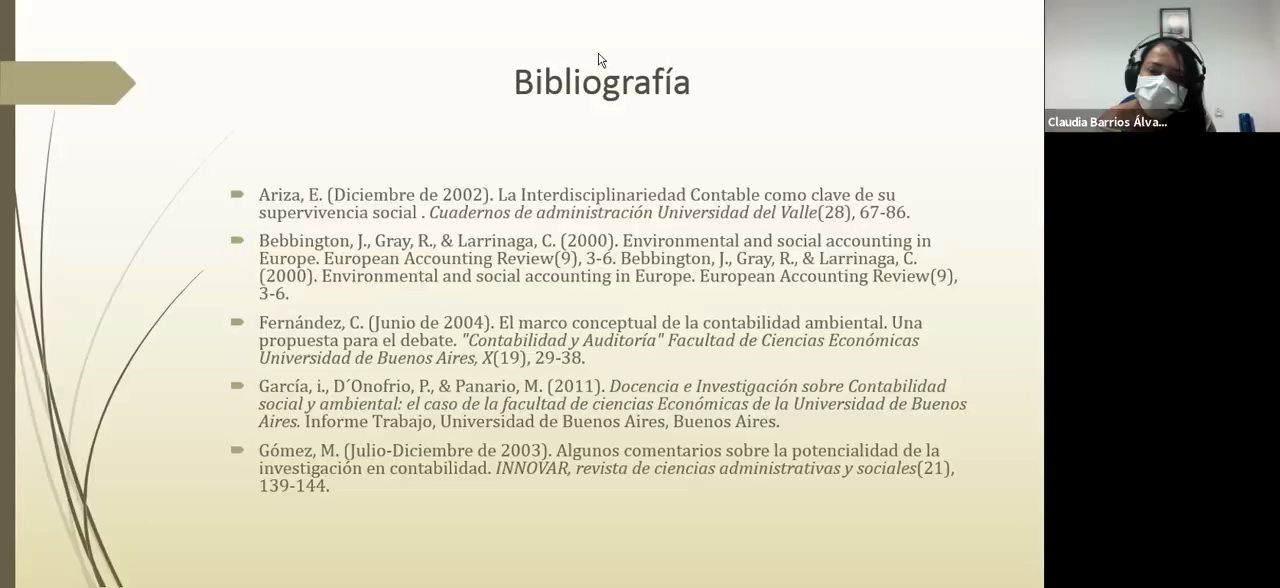 Bibliografía
Ariza, E. (Diciembre de 2002). La Interdisciplinariedad Contable como clave de su
supervivencia social . Cuadernos de administración Universidad del Valle(28), 67-86.
Bebbington, J., Gray, R., & Larrinaga, C. (2000). Environmental and social accounting in
Europe. European Accounting Review(9), 3-6. Bebbington, J., Gray, R., & Larrinaga, C.
(2000). Environmental and social accounting in Europe. European Accounting Review(9),
3-6.
Fernández, C. (Junio de 2004). El marco conceptual de la contabilidad ambiental. Una
propuesta para el debate. "Contabilidad y Auditoría" Facultad de Ciencias Económicas
Universidad de Buenos Aires, X(19), 29-38.
García, i., D´Onofrio, P., & Panario, M. (2011). Docencia e Investigación sobre Contabilidad
social y ambiental: el caso de la facultad de ciencias Económicas de la Universidad de Buenos
Aires. Informe Trabajo, Universidad de Buenos Aires, Buenos Aires.
Gómez, M. (Julio-Diciembre de 2003). Algunos comentarios sobre la potencialidad de la
investigación en contabilidad. INNOVAR, revista de ciencias administrativas y sociales(21),
139-144.
Claudia Barrios Álva...